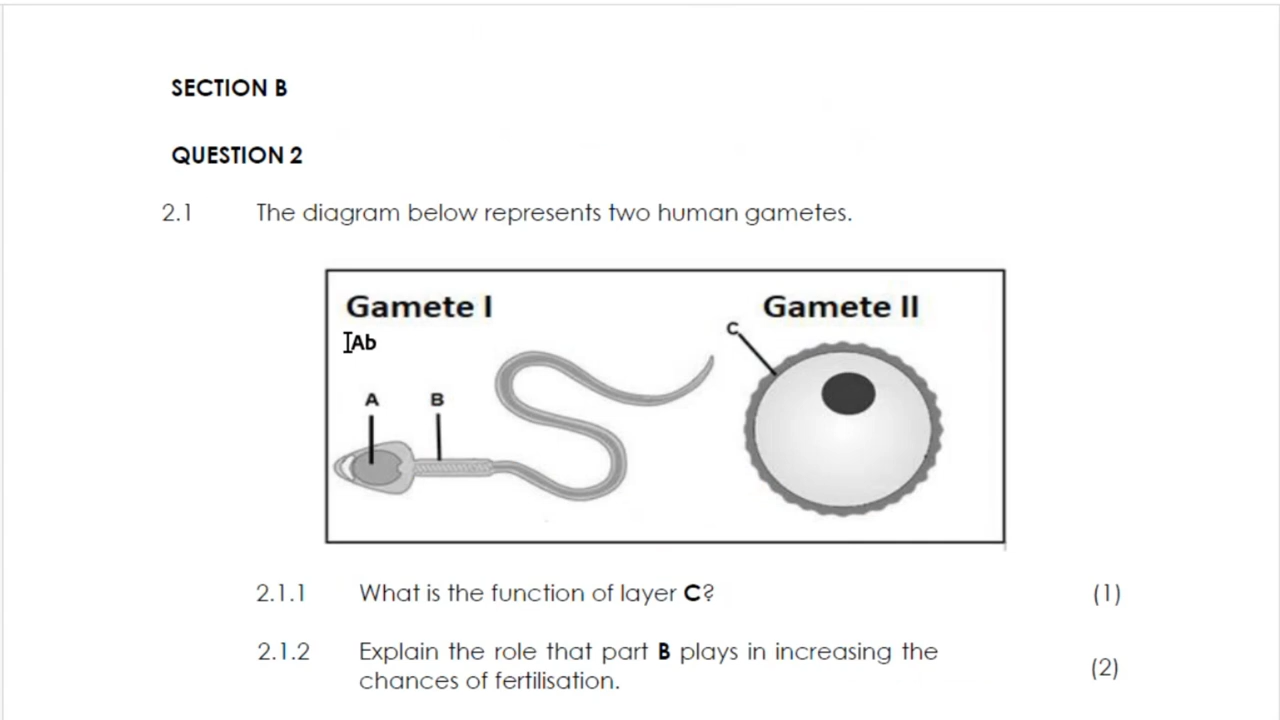 SECTION B
QUESTION 2
2.1 The diagram below represents two human gametes.
Gamete I Gamete II
C
Ab
A B
2.1.1 What is the function of layer C? (1)
2.1.2 Explain the role that part B plays in increasing the
chances of fertilisation. (2)